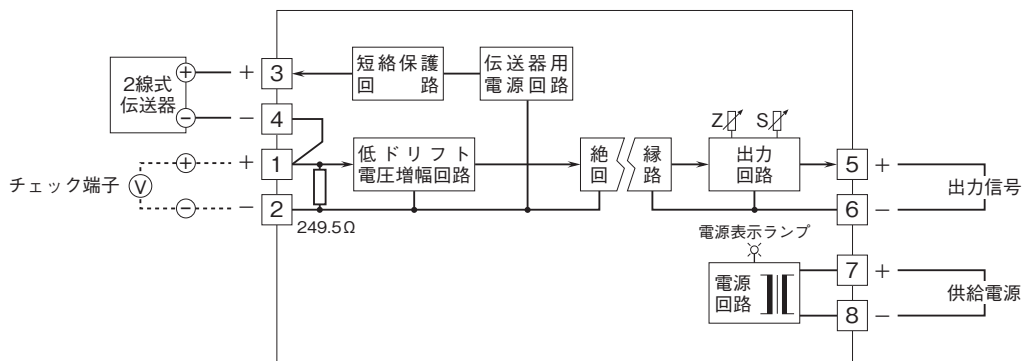 2線式
伝送器
+
−
+
−
3
4
短絡保護
回 路
伝送器用
電源回路
チェック端子
V
+
−
+
−
1
2
249.5Ω
低ドリフト
電圧増幅回路
絶 縁
回 路
Z
S
出力
回路
5
6
+
−
出力信号
電源表示ランプ
電源
回路
7
8
+
−
供給電源